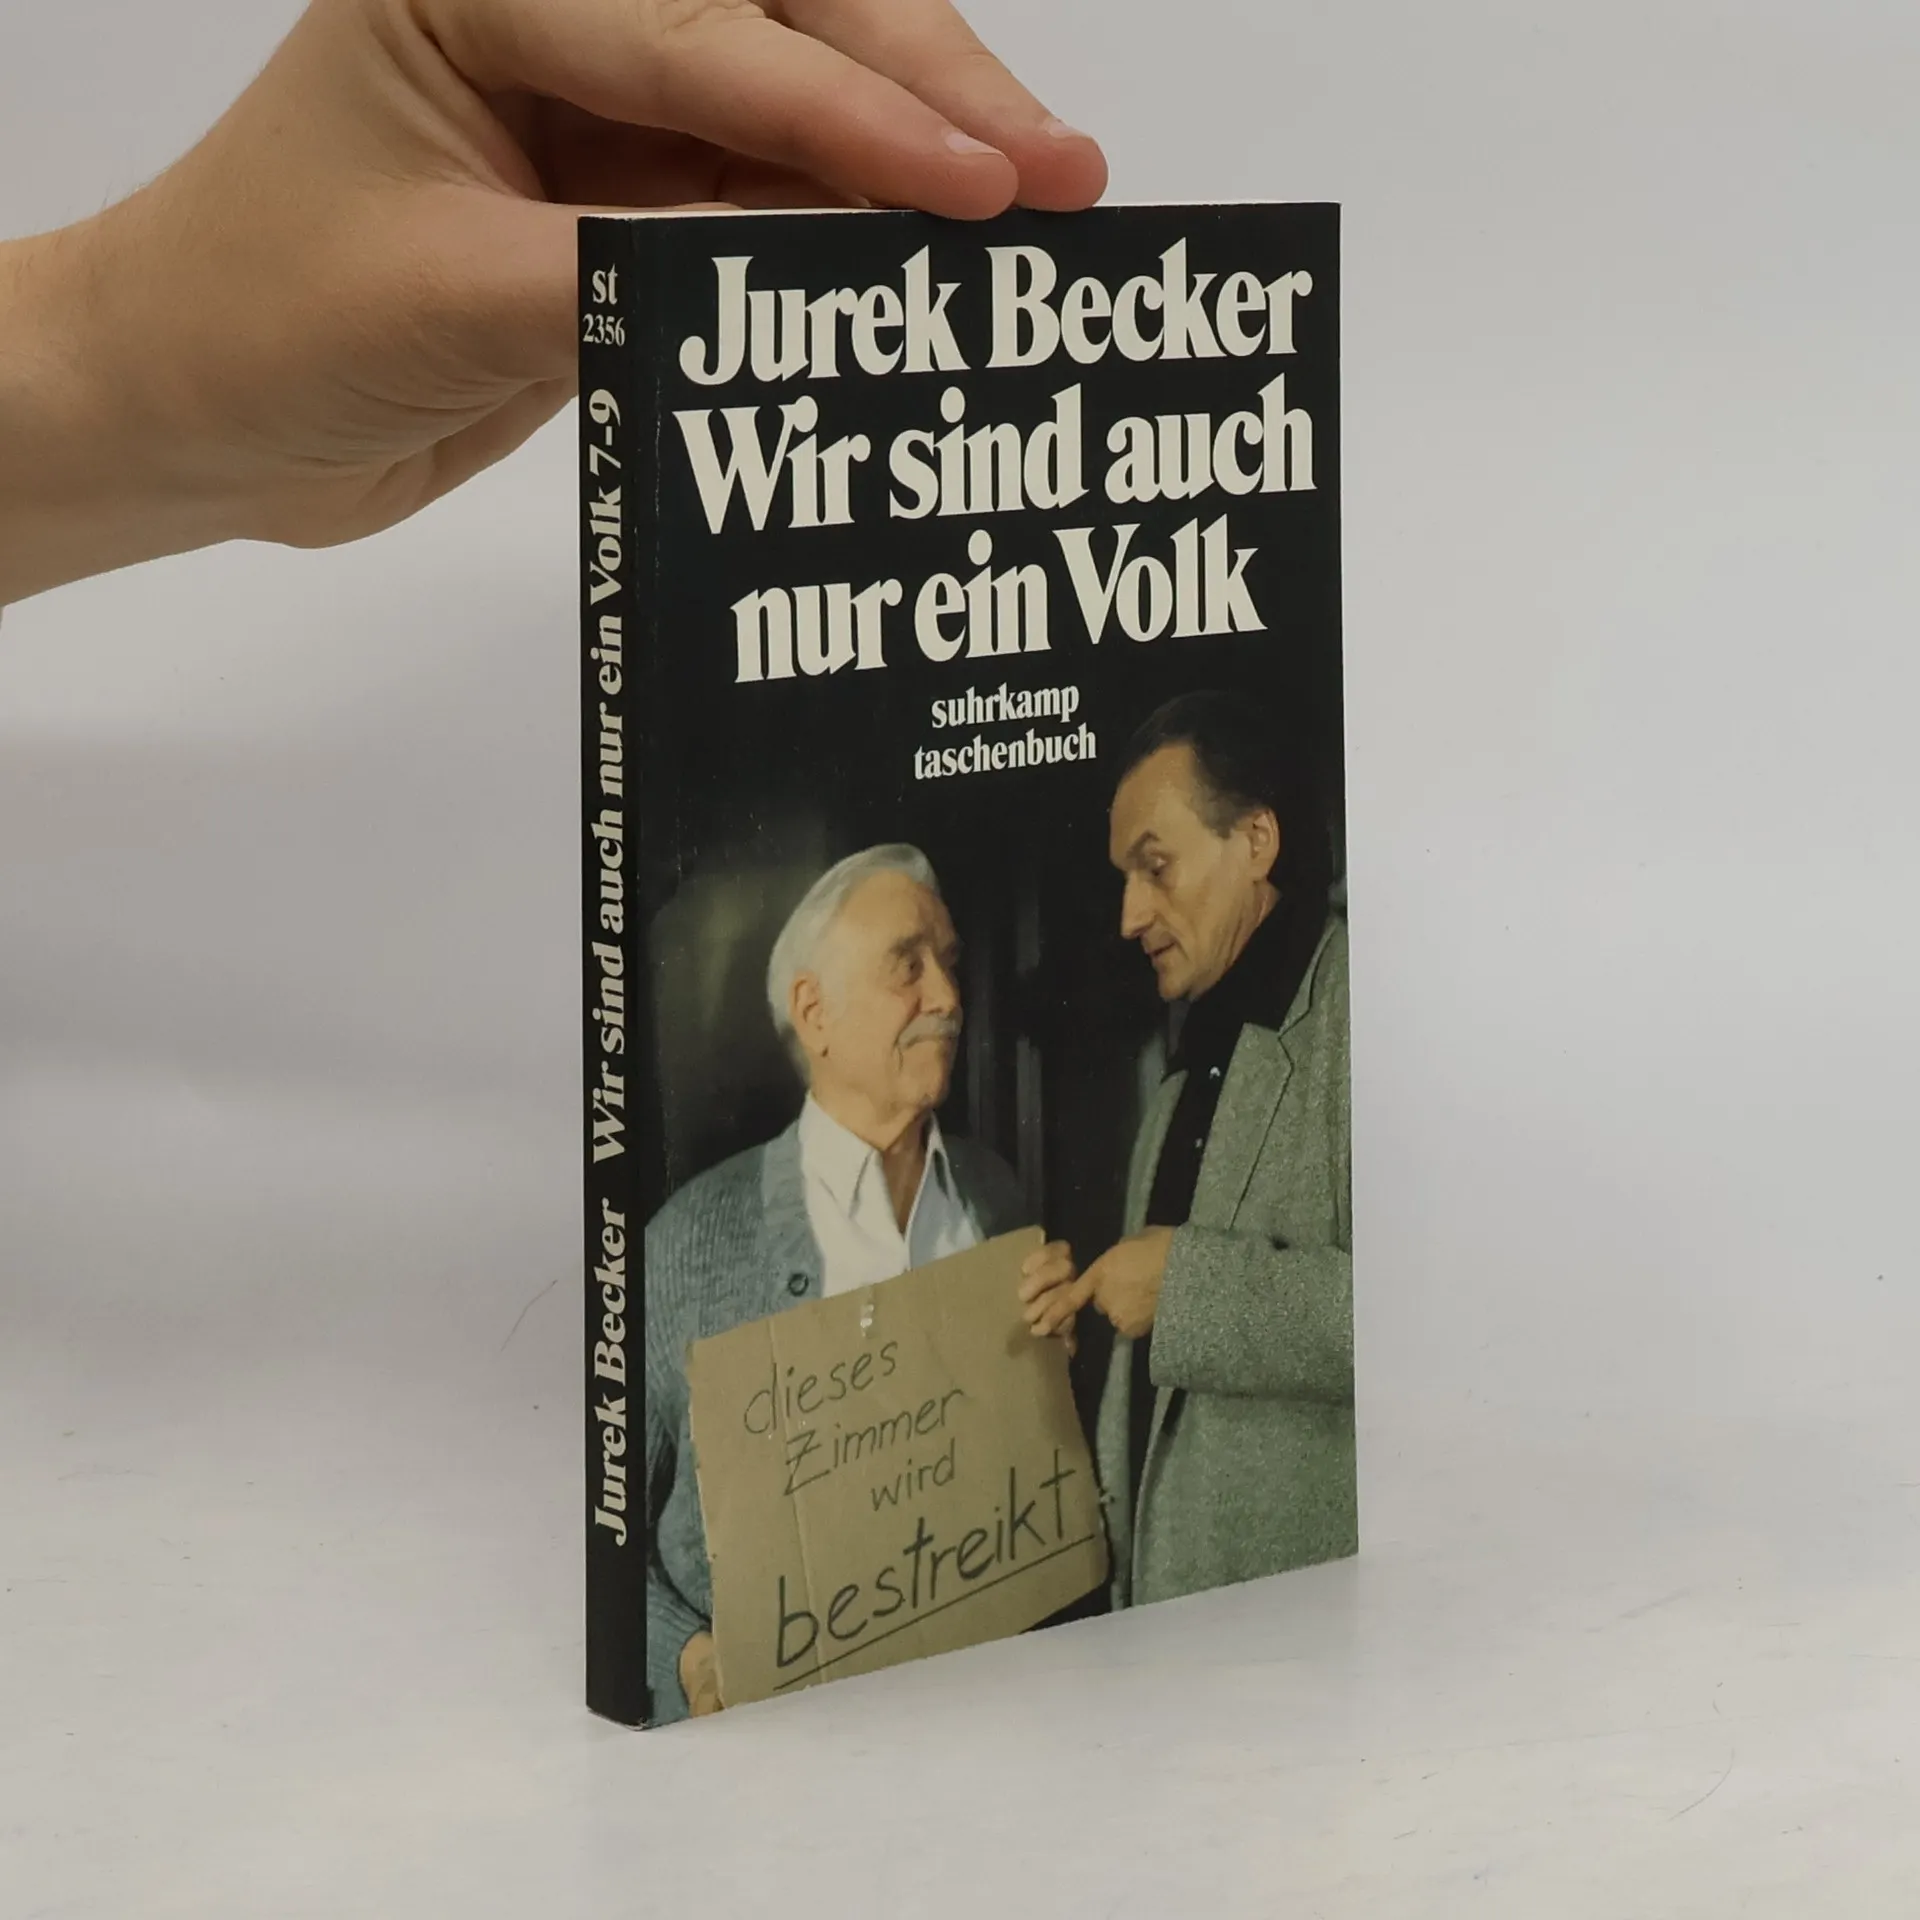 Jurek Becker
Wir sind auch
nur ein Volk
suhrkamp
taschenbuch
dieses
Zimmer
wird
bestreikt
st
2356
Jurek Becker Wir sind auch nur ein Volk 7-9